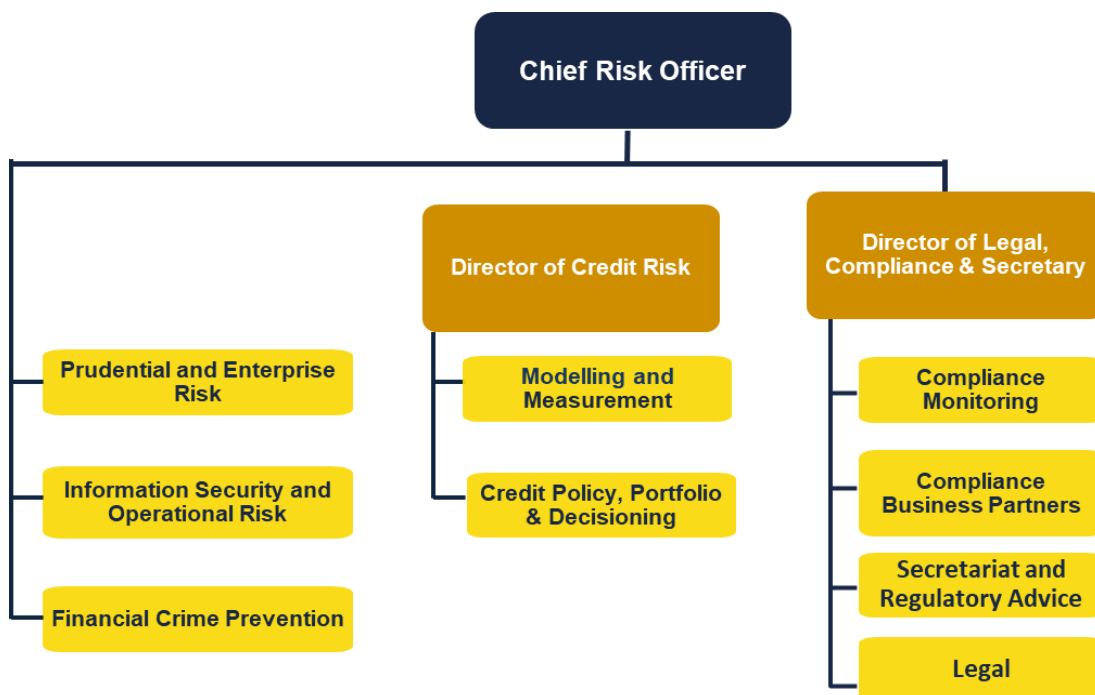 Chief Risk Officer
Director of Credit Risk
Director of Legal,
Compliance & Secretary
Prudential and Enterprise
Risk
Information Security and
Operational Risk
Financial Crime Prevention
Modelling and
Measurement
Credit Policy, Portfolio
& Decisioning
Compliance
Monitoring
Compliance
Business Partners
Secretariat and
Regulatory Advice
Legal